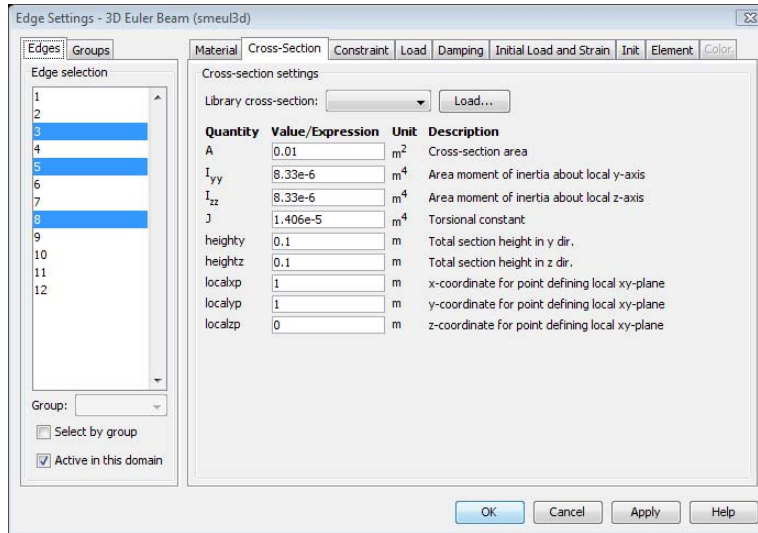 Edge Settings - 3D Euler Beam (smeul3d)
Edges Groups
Material Cross-Section Constraint Load Damping Initial Load and Strain Init Element Color
Edge selection
1
2
3
4
5
6
7
8
9
10
11
12
Group:
Select by group
Active in this domain
Cross-section settings
Library cross-section: Load...
Quantity Value/Expression Unit Description
A 0.01 m² Cross-section area
Iyy 8.33e-6 m⁴ Area moment of inertia about local y-axis
Izz 8.33e-6 m⁴ Area moment of inertia about local z-axis
J 1.406e-5 m⁴ Torsional constant
heighty 0.1 m Total section height in y dir.
heightz 0.1 m Total section height in z dir.
localxp 1 m x-coordinate for point defining local xy-plane
localyp 1 m y-coordinate for point defining local xy-plane
localzp 0 m z-coordinate for point defining local xy-plane
OK Cancel Apply Help